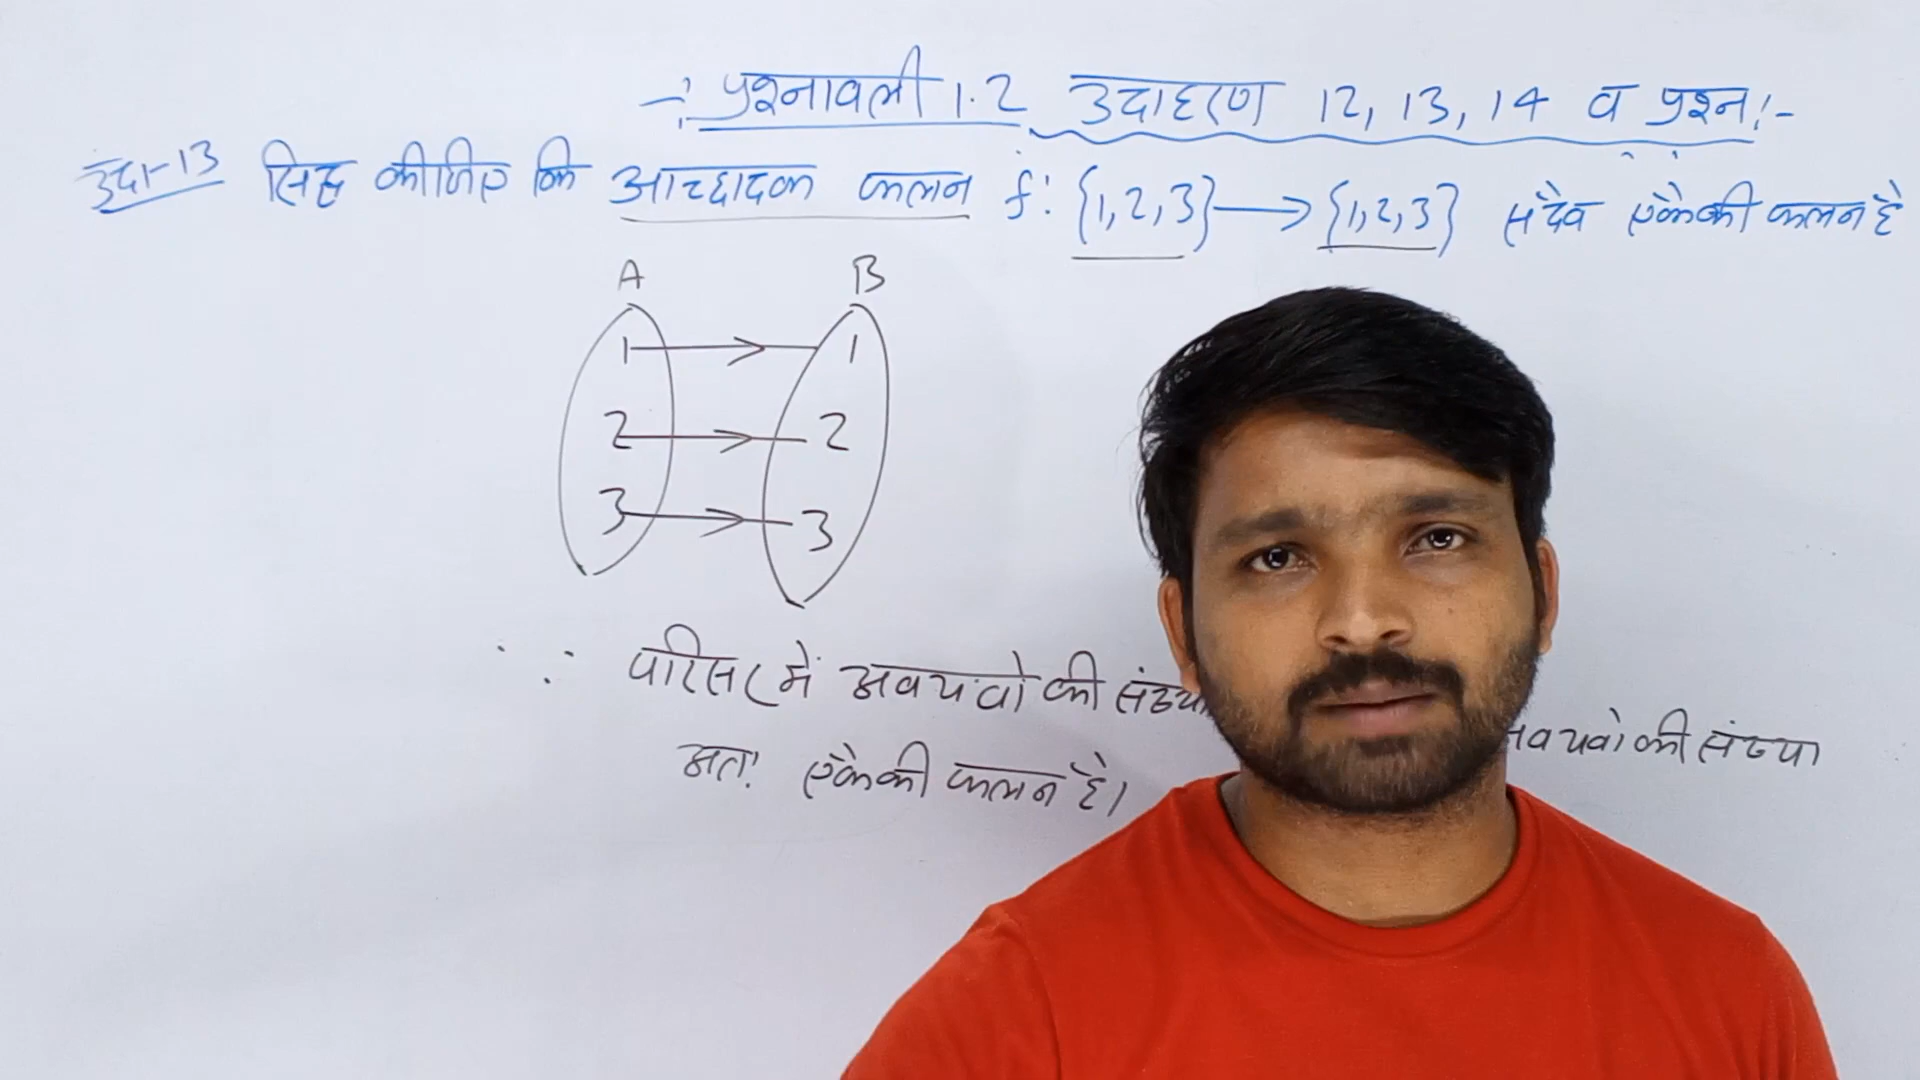 -: प्रश्नावली 1.2 उदाहरण 12, 13, 14 व प्रश्न :-
उदा-13 सिद्ध कीजिए कि आच्छादक फलन f: {1,2,3} → {1,2,3} सदैव एकैकी फलन है
A B
1 1
2 2
3 3
∵ परिसर में अवयवों की संख्या
अवयवो की संख्या
अतः एकैकी फलन है।